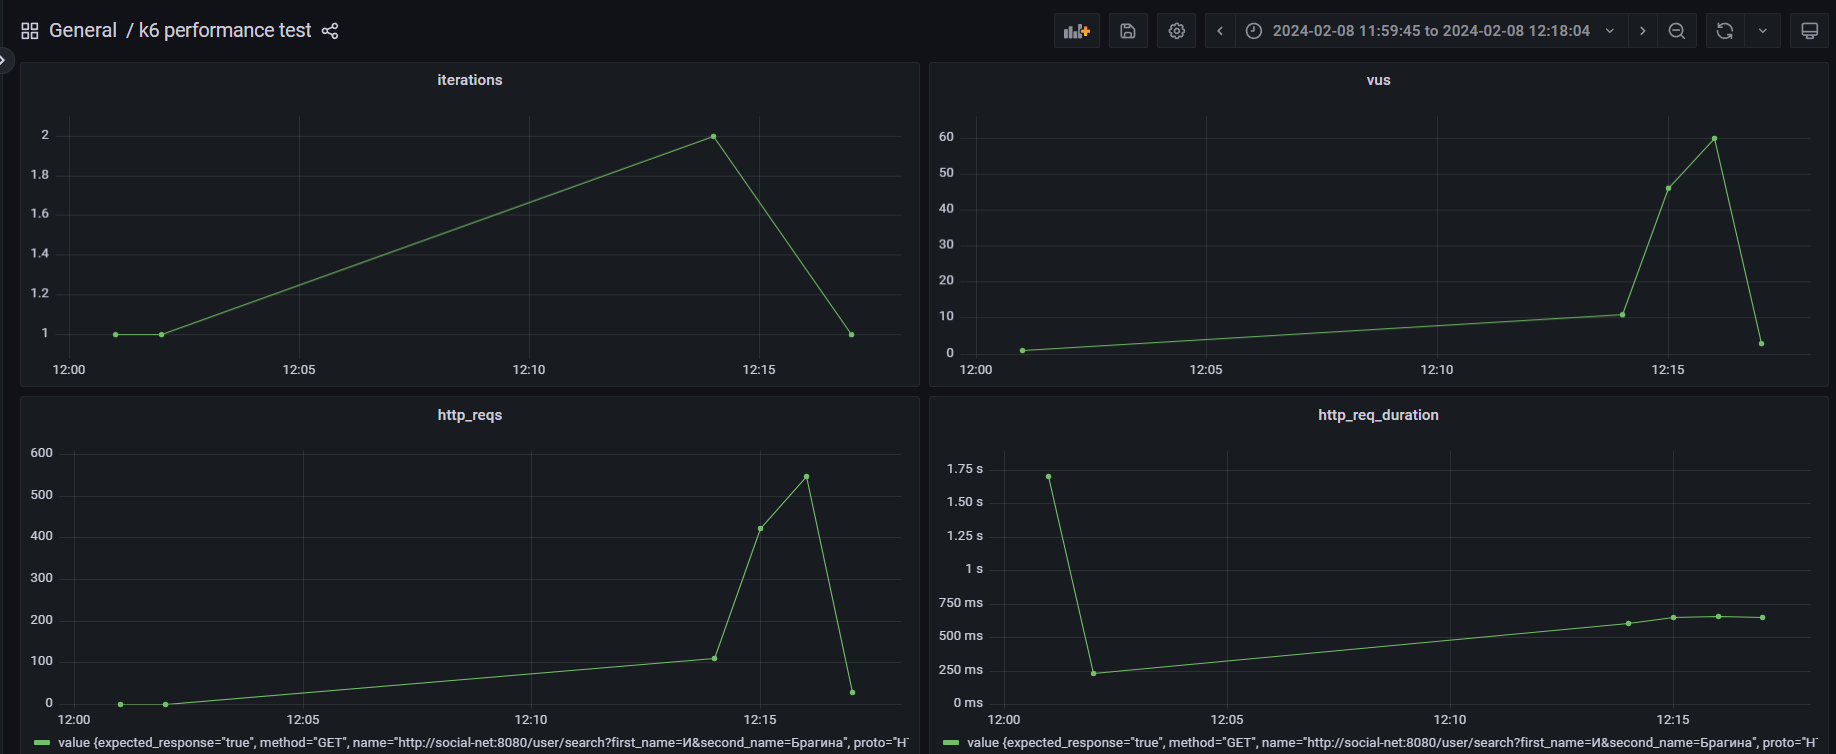 General / k6 performance test
2024-02-08 11:59:45 to 2024-02-08 12:18:04
iterations
2
1.8
1.6
1.4
1.2
1
12:00 12:05 12:10 12:15
vus
60
50
40
30
20
10
0
12:00 12:05 12:10 12:15
http_reqs
600
500
400
300
200
100
0
12:00 12:05 12:10 12:15
value {expected_response="true", method="GET", name="http://social-net:8080/user/search?first_name=И&second_name=Брагина", proto="H
http_req_duration
1.75 s
1.50 s
1.25 s
1 s
750 ms
500 ms
250 ms
0 ms
12:00 12:05 12:10 12:15
value {expected_response="true", method="GET", name="http://social-net:8080/user/search?first_name=И&second_name=Брагина", proto="H